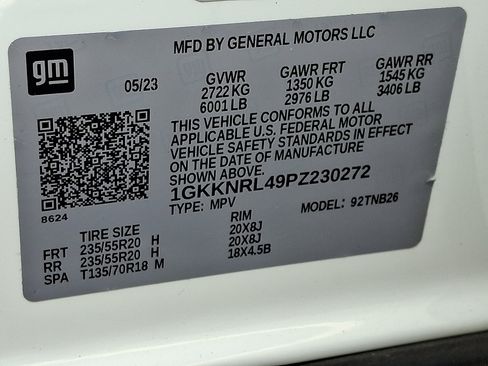 gm
MFD BY GENERAL MOTORS LLC
05/23 GVWR GAWR FRT GAWR RR
2722 KG 1350 KG 1545 KG
6001 LB 2976 LB 3406 LB
THIS VEHICLE CONFORMS TO ALL
APPLICABLE U.S. FEDERAL MOTOR
VEHICLE SAFETY STANDARDS IN EFFECT
ON THE DATE OF MANUFACTURE
SHOWN ABOVE.
1GKKNRL49PZ230272
TYPE: MPV MODEL: 92TNB26
8624
TIRE SIZE RIM
FRT 235/55R20 H 20X8J
RR 235/55R20 H 20X8J
SPA T135/70R18 M 18X4.5B